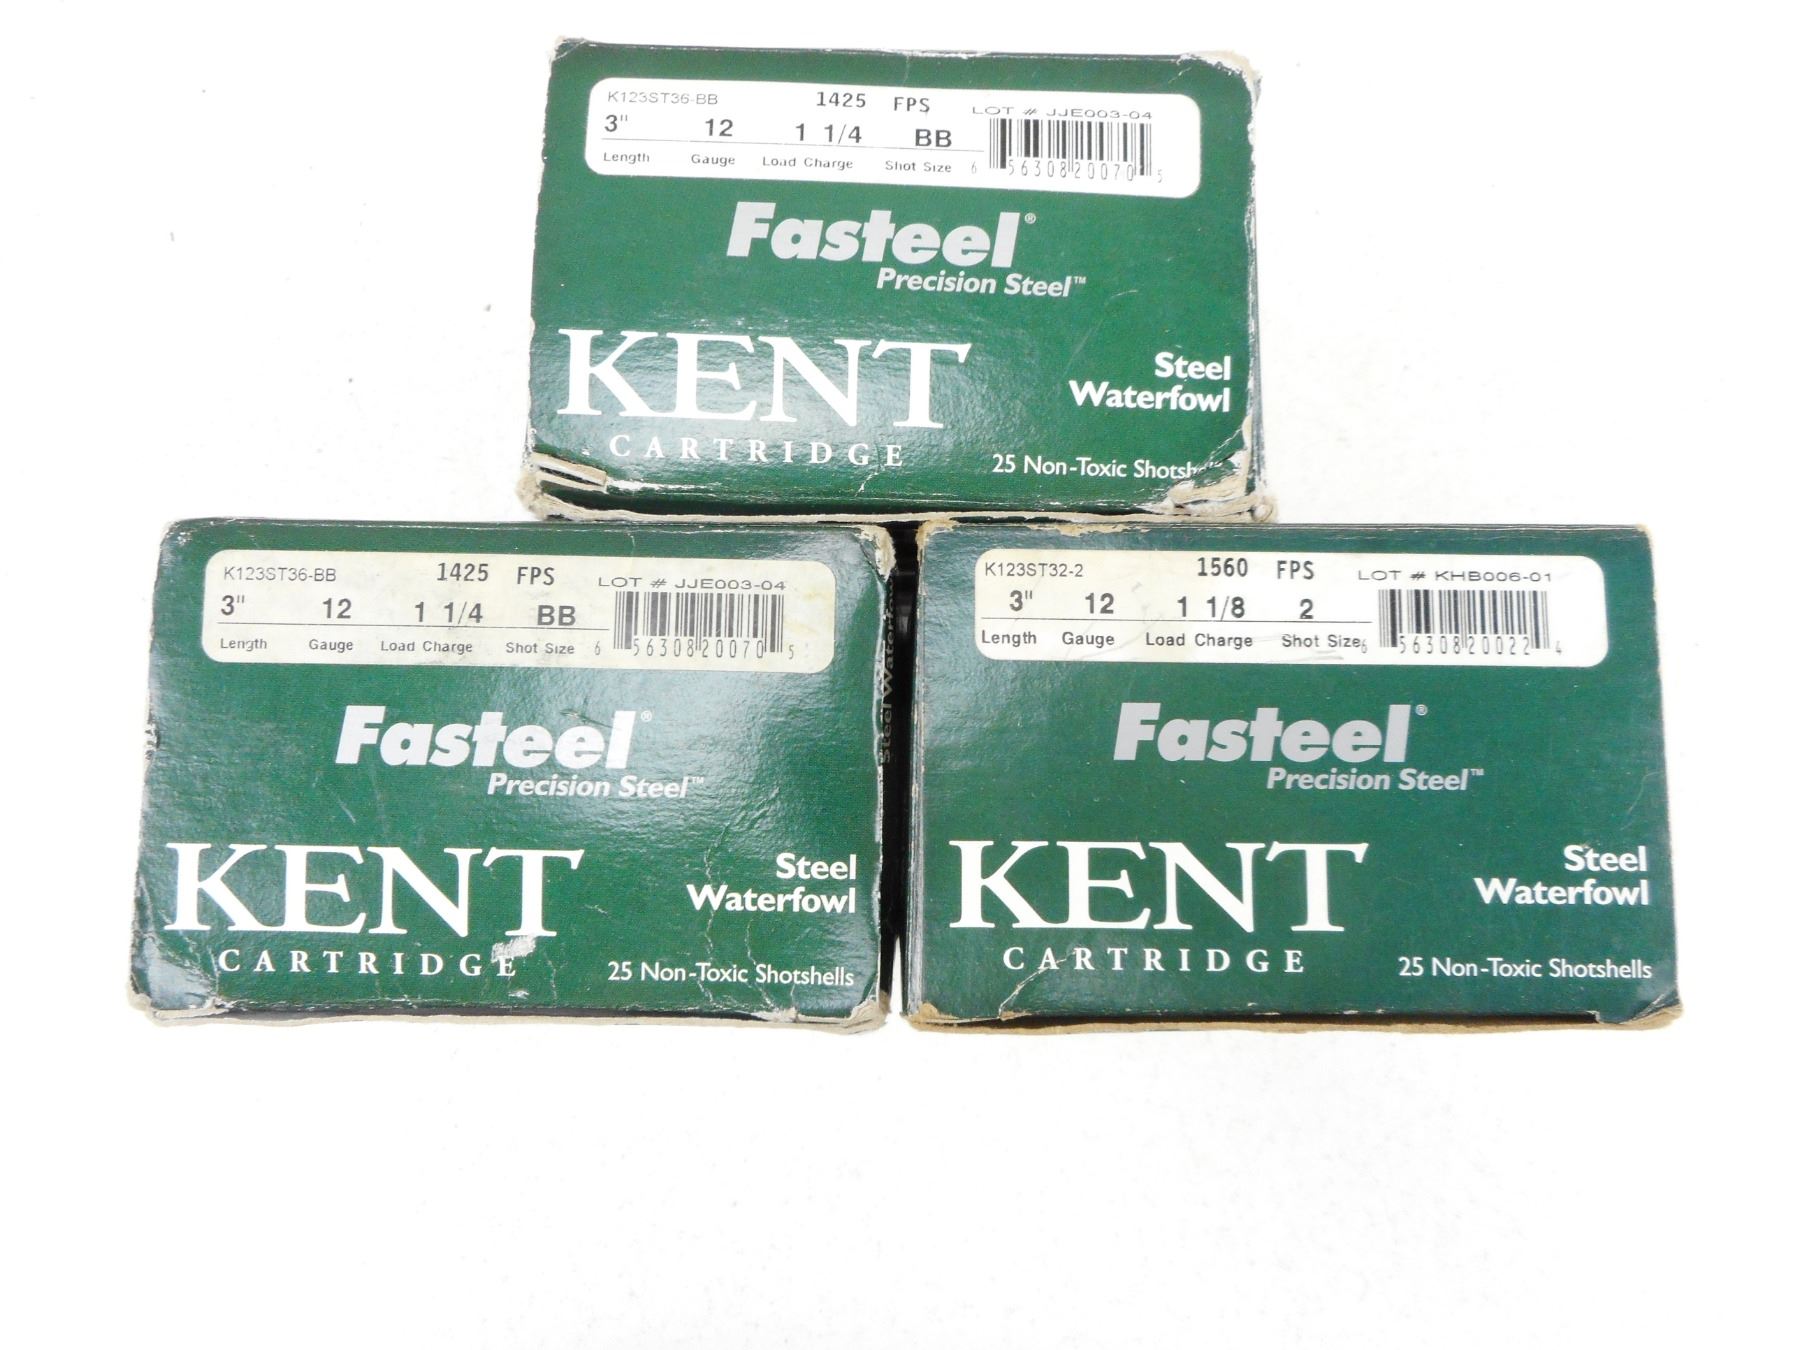 K123ST36-BB 1425 FPS LOT # JJE003-04
3" 12 1 1/4 BB
Length Gauge Load Charge Shot Size 6 56308 20070 5
Fasteel®
Precision Steel™
KENT
CARTRIDGE
Steel
Waterfowl
25 Non-Toxic
K123ST36-BB 1425 FPS LOT # JJE003-04
3" 12 1 1/4 BB
Length Gauge Load Charge Shot Size 6 56308 20070 5
Fasteel®
Precision Steel™
KENT
CARTRIDGE
Steel
Waterfowl
25 Non-Toxic Shotshells
K123ST32-2 1560 FPS LOT # KHB006-01
3" 12 1 1/8 2
Length Gauge Load Charge Shot Size 6 56308 20022 4
Fasteel®
Precision Steel™
KENT
CARTRIDGE
Steel
Waterfowl
25 Non-Toxic Shotshells